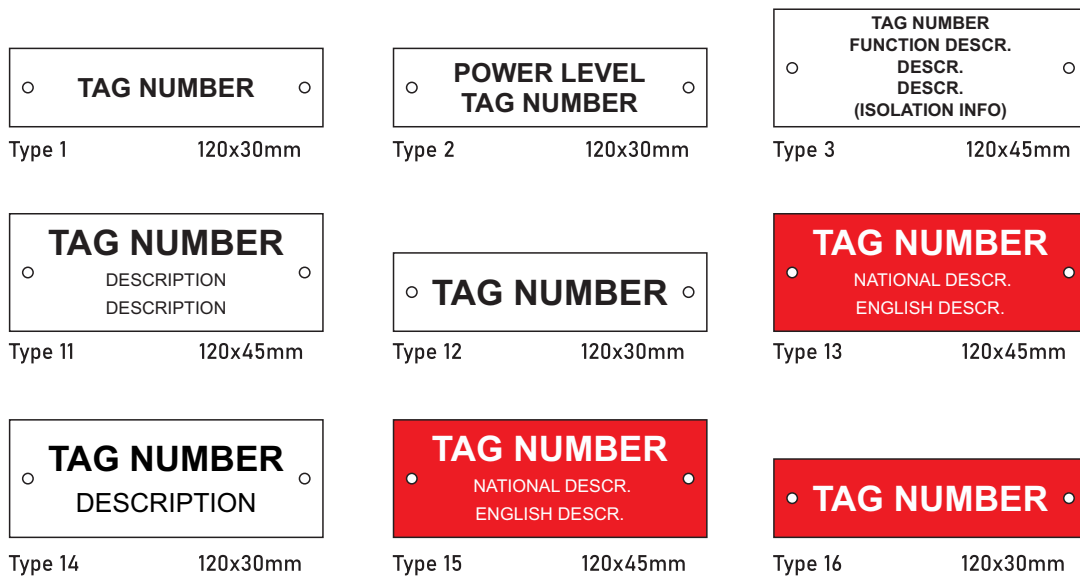 TAG NUMBER
Type 1 120x30mm
POWER LEVEL
TAG NUMBER
Type 2 120x30mm
TAG NUMBER
FUNCTION DESCR.
DESCR.
DESCR.
(ISOLATION INFO)
Type 3 120x45mm
TAG NUMBER
DESCRIPTION
DESCRIPTION
Type 11 120x45mm
TAG NUMBER
Type 12 120x30mm
TAG NUMBER
NATIONAL DESCR.
ENGLISH DESCR.
Type 13 120x45mm
TAG NUMBER
DESCRIPTION
Type 14 120x30mm
TAG NUMBER
NATIONAL DESCR.
ENGLISH DESCR.
Type 15 120x45mm
TAG NUMBER
Type 16 120x30mm